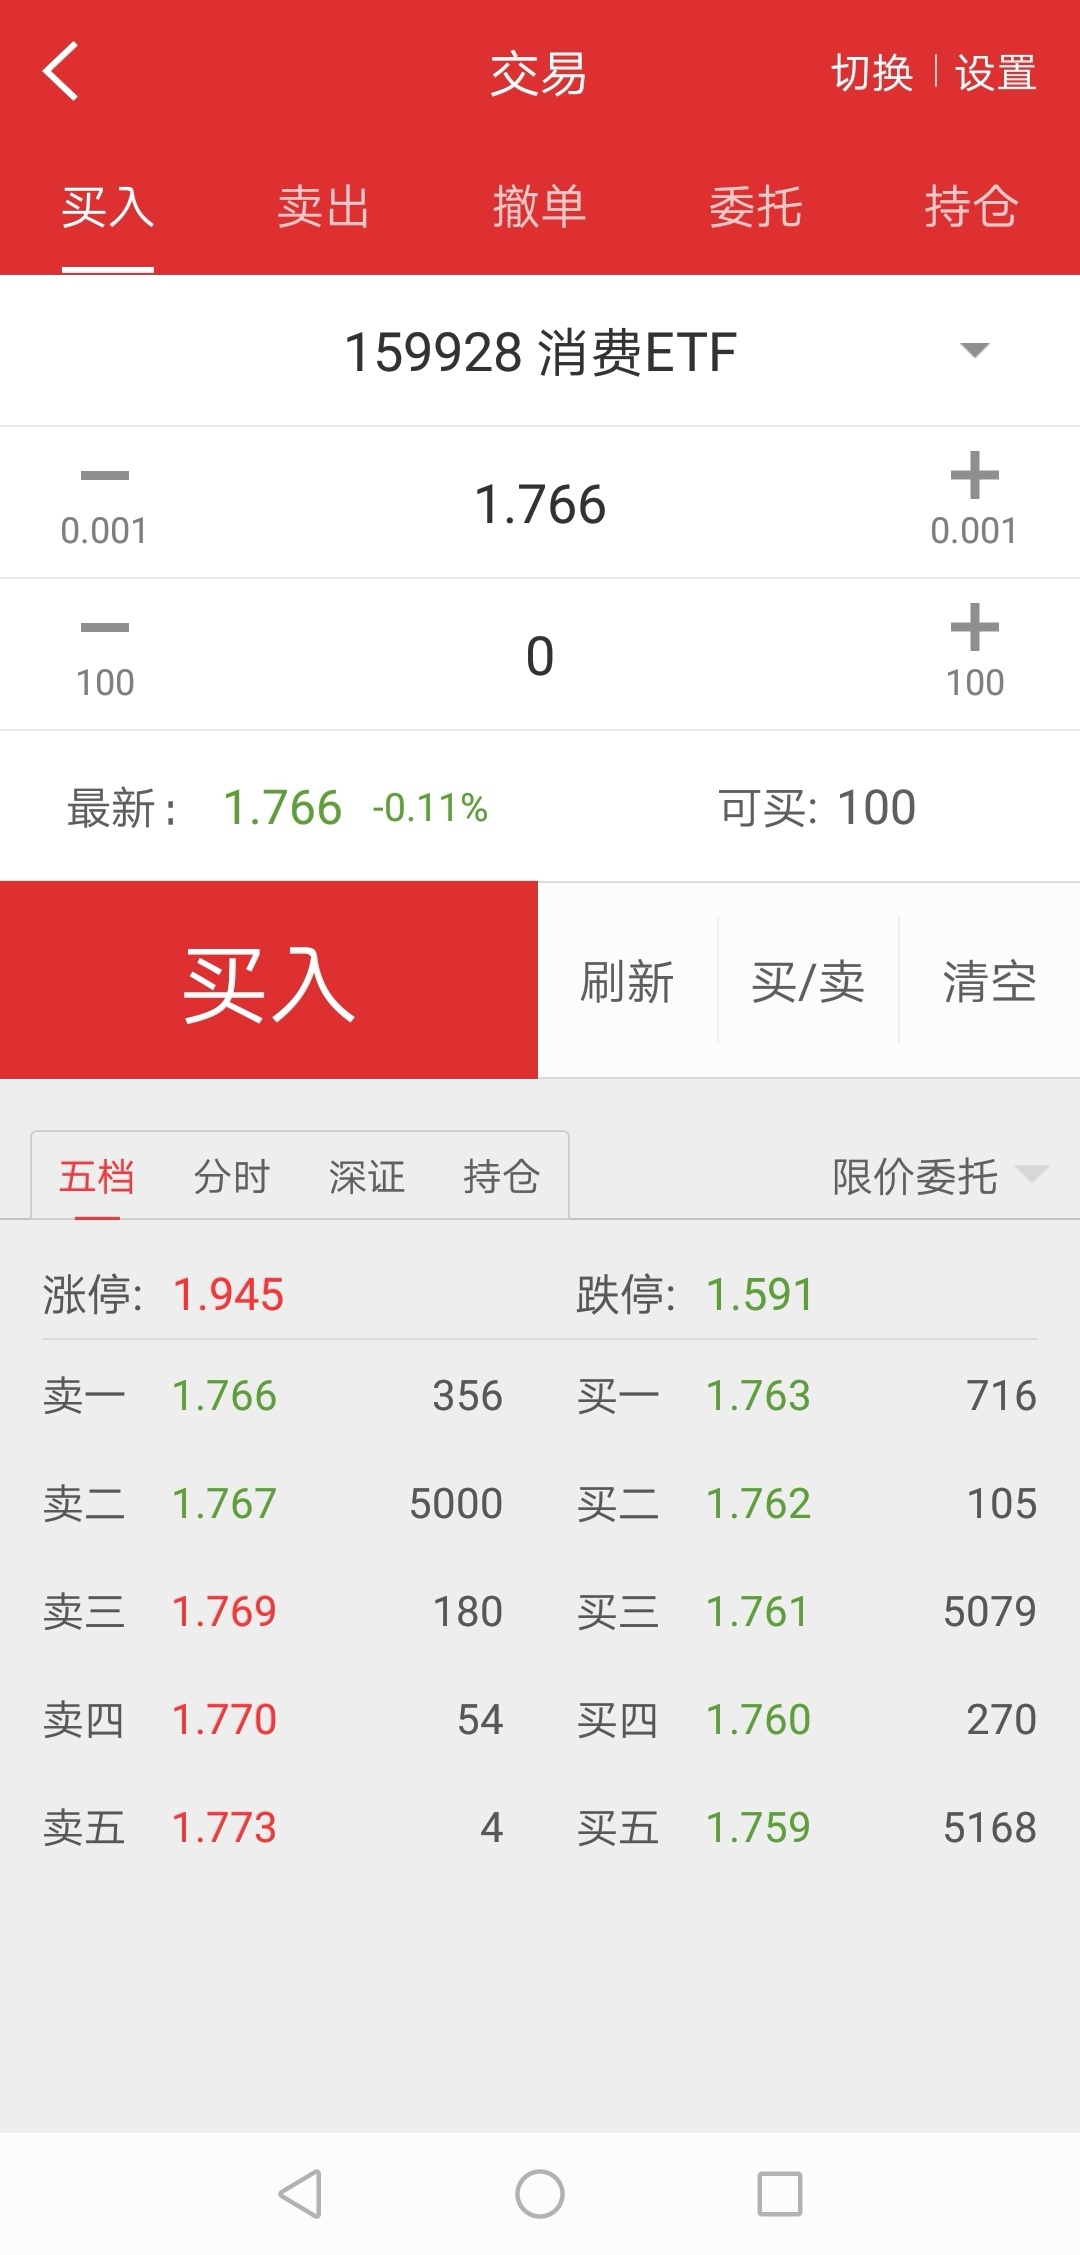 交易 切换 设置
买入 卖出 撤单 委托 持仓
159928 消费ETF
0.001 1.766 0.001
100 0 100
最新: 1.766 -0.11% 可买: 100
买入 刷新 买/卖 清空
五档 分时 深证 持仓 限价委托
涨停: 1.945 跌停: 1.591
卖一 1.766 356 买一 1.763 716
卖二 1.767 5000 买二 1.762 105
卖三 1.769 180 买三 1.761 5079
卖四 1.770 54 买四 1.760 270
卖五 1.773 4 买五 1.759 5168